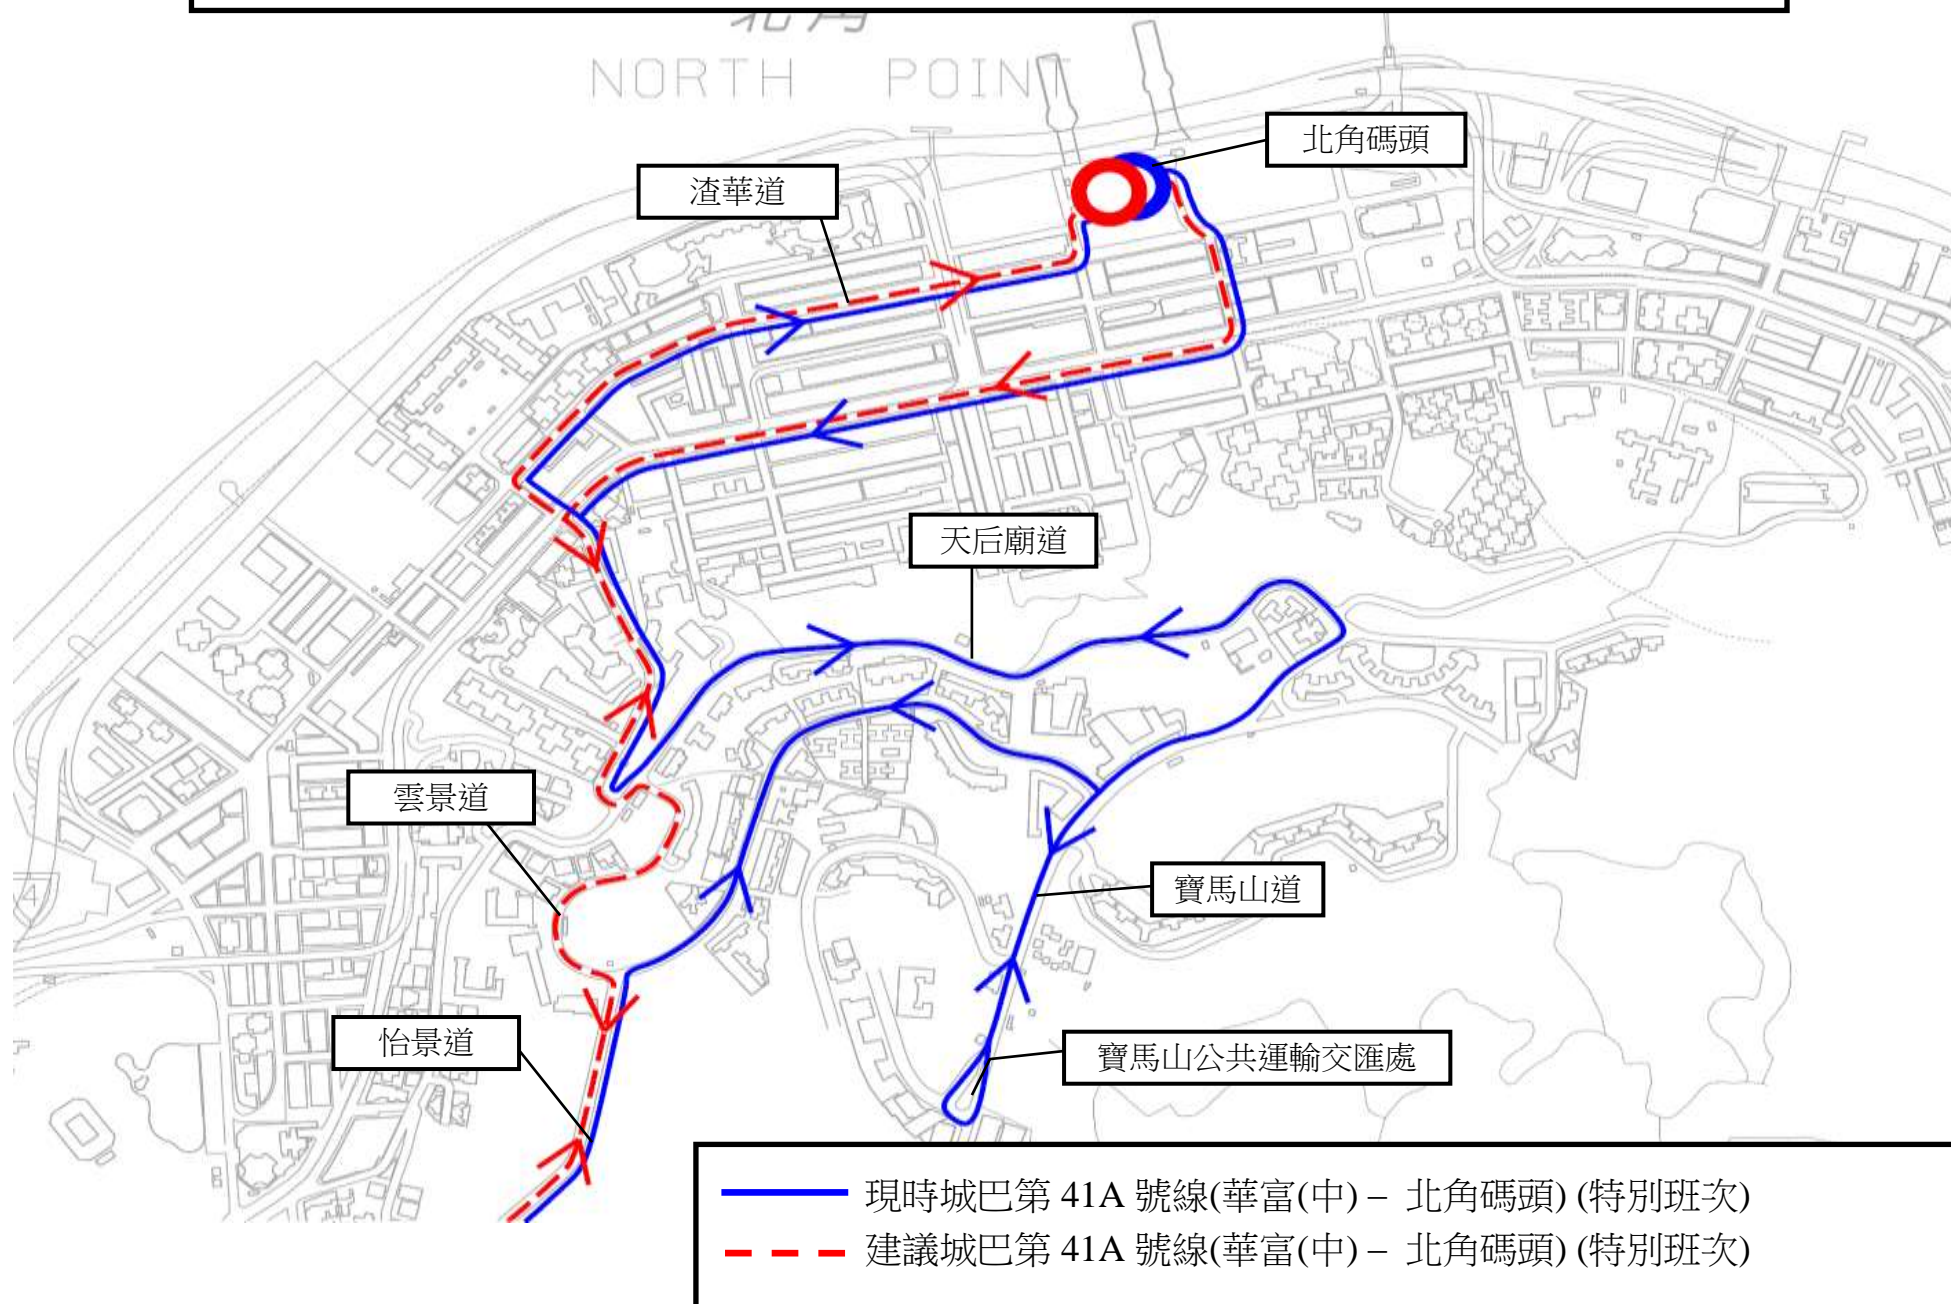 北角
NORTH POINT
北角碼頭
渣華道
天后廟道
雲景道
寶馬山道
怡景道
寶馬山公共運輸交匯處
4
現時城巴第 41A 號線(華富(中) – 北角碼頭) (特別班次)
建議城巴第 41A 號線(華富(中) – 北角碼頭) (特別班次)